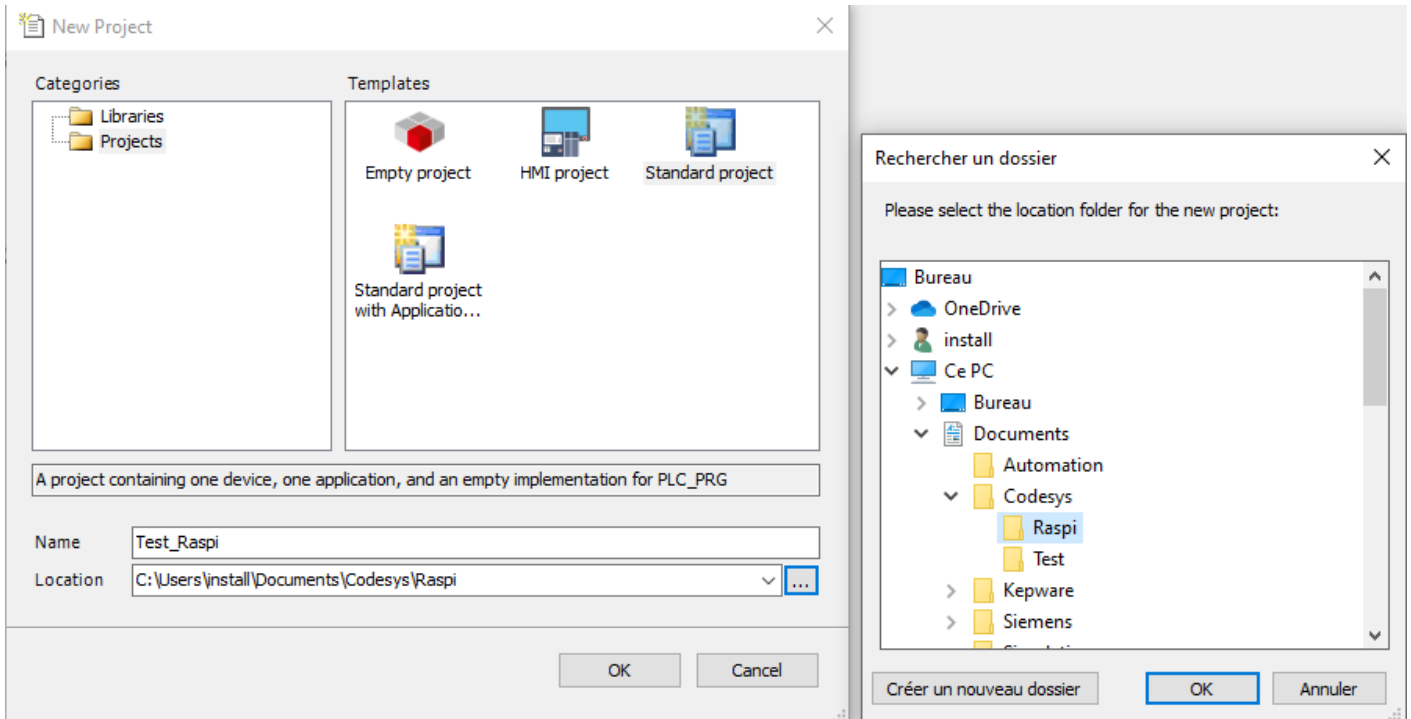 New Project
Categories
Templates
Libraries
Projects
Empty project
HMI project
Standard project
Standard project
with Applicatio...
A project containing one device, one application, and an empty implementation for PLC_PRG
Name
Test_Raspi
Location
C:\Users\install\Documents\Codesys\Raspi
...
OK
Cancel
Rechercher un dossier
Please select the location folder for the new project:
Bureau
OneDrive
install
Ce PC
Bureau
Documents
Automation
Codesys
Raspi
Test
Kepware
Siemens
Créer un nouveau dossier
OK
Annuler